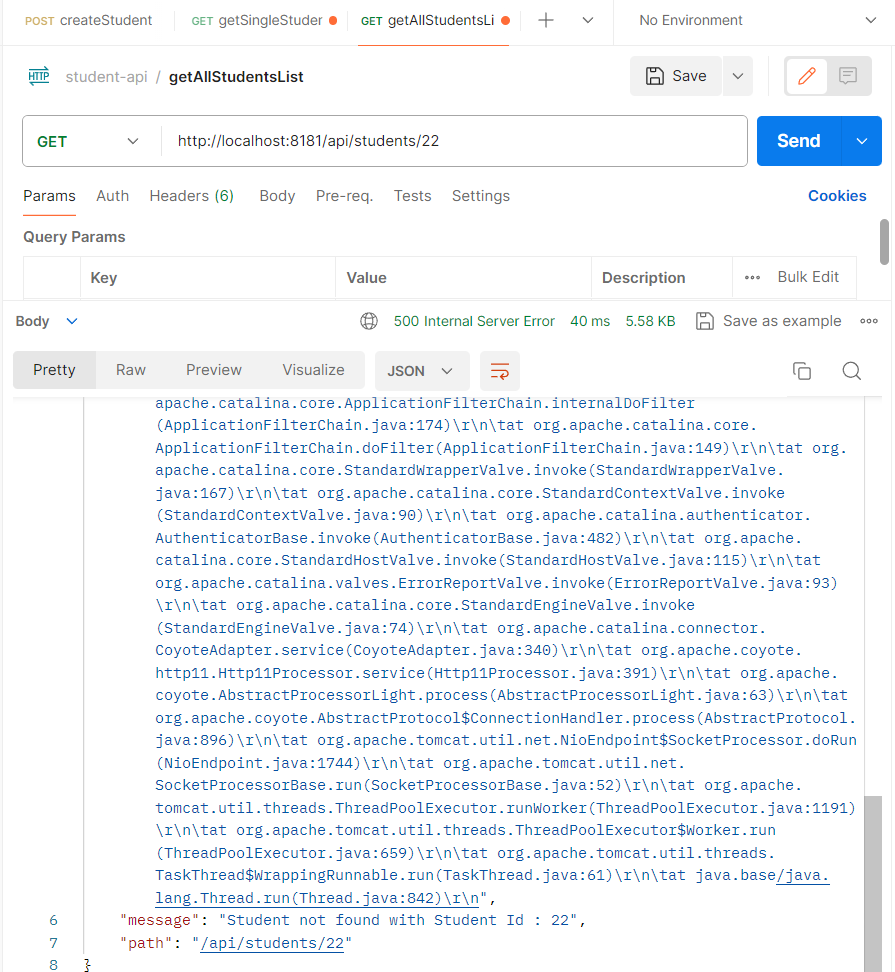 POST createStudent GET getSingleStuder GET getAllStudentsLi No Environment
HTTP student-api / getAllStudentsList Save
GET http://localhost:8181/api/students/22 Send
Params Auth Headers (6) Body Pre-req. Tests Settings Cookies
Query Params
Key Value Description Bulk Edit
Body 500 Internal Server Error 40 ms 5.58 KB Save as example
Pretty Raw Preview Visualize JSON
apache.catalina.core.ApplicationFilterChain.internalDoFilter
(ApplicationFilterChain.java:174)\r\n\tat org.apache.catalina.core.
ApplicationFilterChain.doFilter(ApplicationFilterChain.java:149)\r\n\tat org.
apache.catalina.core.StandardWrapperValve.invoke(StandardWrapperValve.
java:167)\r\n\tat org.apache.catalina.core.StandardContextValve.invoke
(StandardContextValve.java:90)\r\n\tat org.apache.catalina.authenticator.
AuthenticatorBase.invoke(AuthenticatorBase.java:482)\r\n\tat org.apache.
catalina.core.StandardHostValve.invoke(StandardHostValve.java:115)\r\n\tat
org.apache.catalina.valves.ErrorReportValve.invoke(ErrorReportValve.java:93)
\r\n\tat org.apache.catalina.core.StandardEngineValve.invoke
(StandardEngineValve.java:74)\r\n\tat org.apache.catalina.connector.
CoyoteAdapter.service(CoyoteAdapter.java:340)\r\n\tat org.apache.coyote.
http11.Http11Processor.service(Http11Processor.java:391)\r\n\tat org.apache.
coyote.AbstractProcessorLight.process(AbstractProcessorLight.java:63)\r\n\tat
org.apache.coyote.AbstractProtocol$ConnectionHandler.process(AbstractProtocol.
java:896)\r\n\tat org.apache.tomcat.util.net.NioEndpoint$SocketProcessor.doRun
(NioEndpoint.java:1744)\r\n\tat org.apache.tomcat.util.net.
SocketProcessorBase.run(SocketProcessorBase.java:52)\r\n\tat org.apache.
tomcat.util.threads.ThreadPoolExecutor.runWorker(ThreadPoolExecutor.java:1191)
\r\n\tat org.apache.tomcat.util.threads.ThreadPoolExecutor$Worker.run
(ThreadPoolExecutor.java:659)\r\n\tat org.apache.tomcat.util.threads.
TaskThread$WrappingRunnable.run(TaskThread.java:61)\r\n\tat java.base/java.
lang.Thread.run(Thread.java:842)\r\n",
6 "message": "Student not found with Student Id : 22",
7 "path": "/api/students/22"
8 }